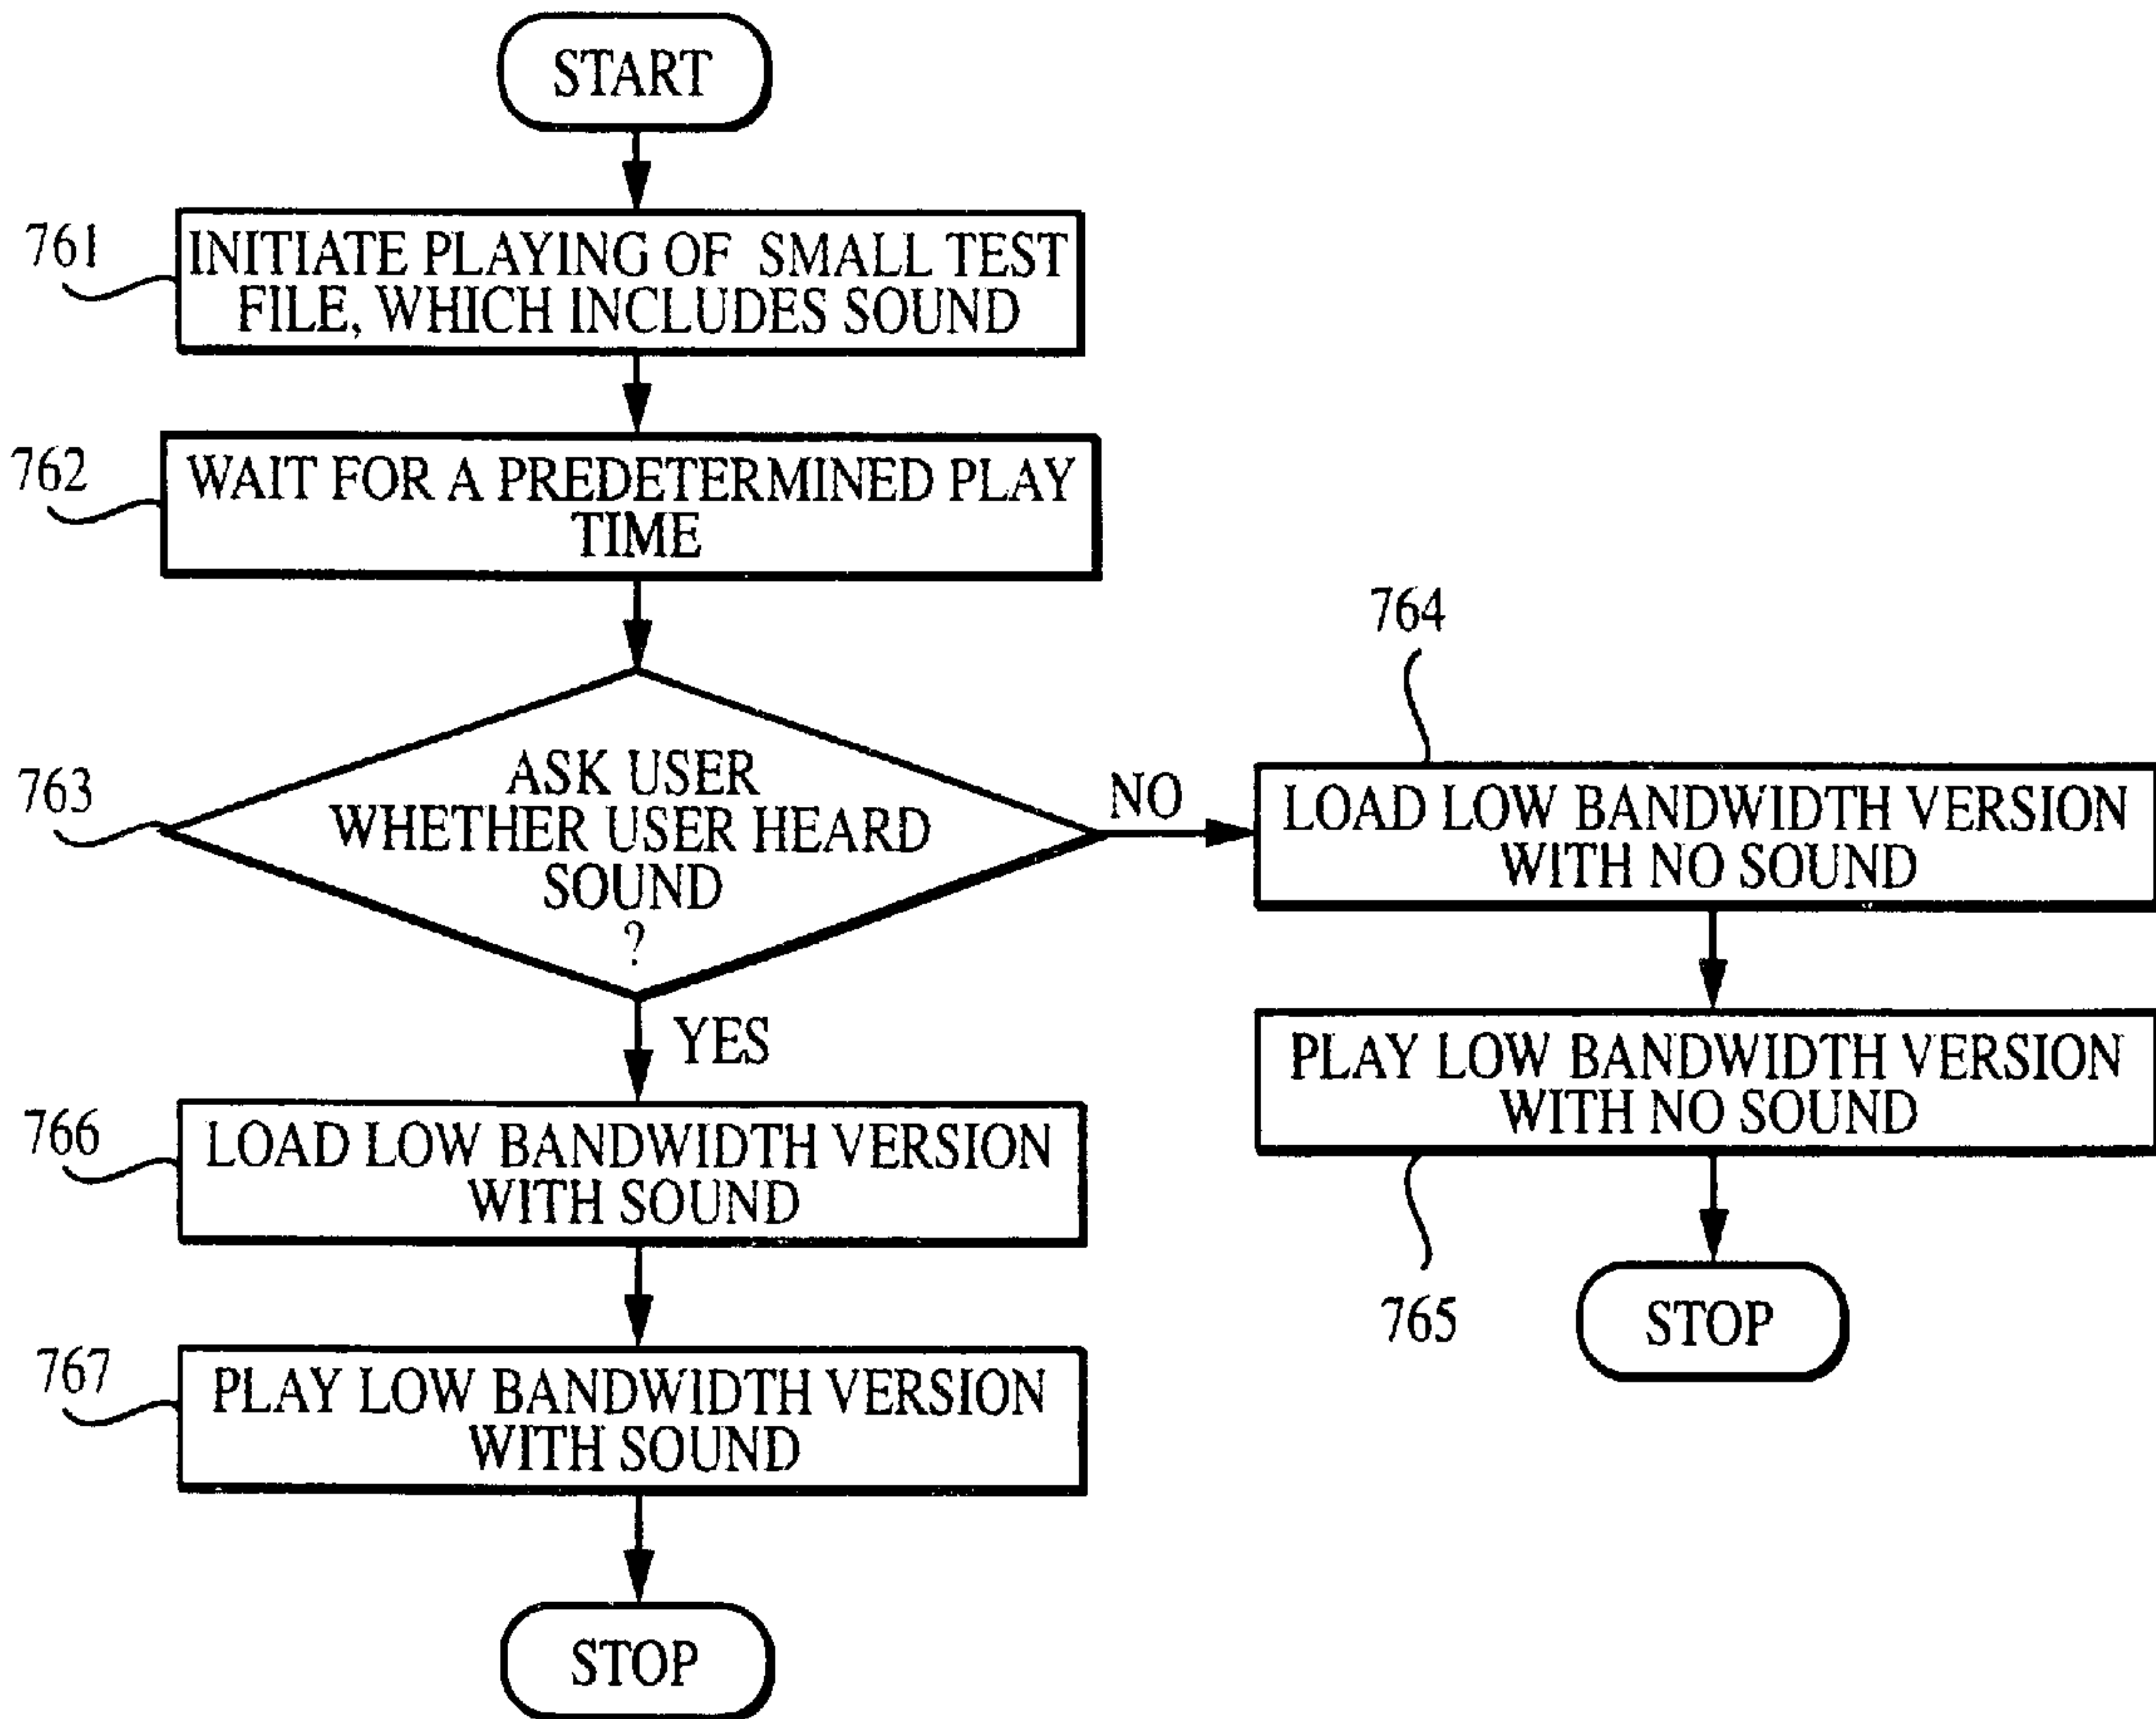 START
761
INITIATE PLAYING OF SMALL TEST
FILE, WHICH INCLUDES SOUND
762
WAIT FOR A PREDETERMINED PLAY
TIME
763
ASK USER
WHETHER USER HEARD
SOUND
?
NO
764
LOAD LOW BANDWIDTH VERSION
WITH NO SOUND
PLAY LOW BANDWIDTH VERSION
WITH NO SOUND
765
STOP
YES
766
LOAD LOW BANDWIDTH VERSION
WITH SOUND
767
PLAY LOW BANDWIDTH VERSION
WITH SOUND
STOP